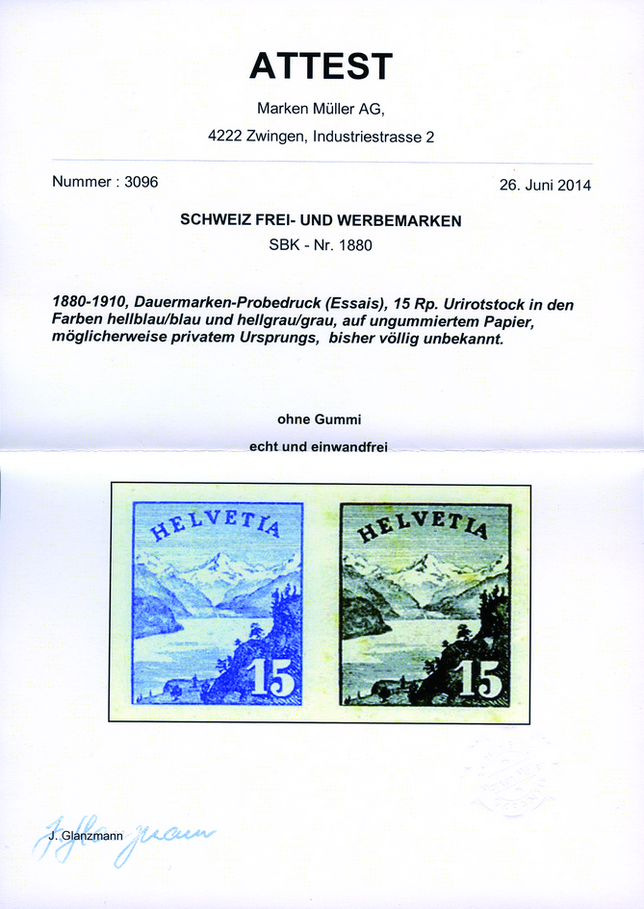 ATTEST
Marken Müller AG,
4222 Zwingen, Industriestrasse 2
Nummer : 3096
26. Juni 2014
SCHWEIZ FREI- UND WERBEMARKEN
SBK - Nr. 1880
1880-1910, Dauermarken-Probedruck (Essais), 15 Rp. Urirotstock in den
Farben hellblau/blau und hellgrau/grau, auf ungummiertem Papier,
möglicherweise privatem Ursprungs, bisher völlig unbekannt.
ohne Gummi
echt und einwandfrei
HELVETIA
15
HELVETIA
15
J. Glanzmann